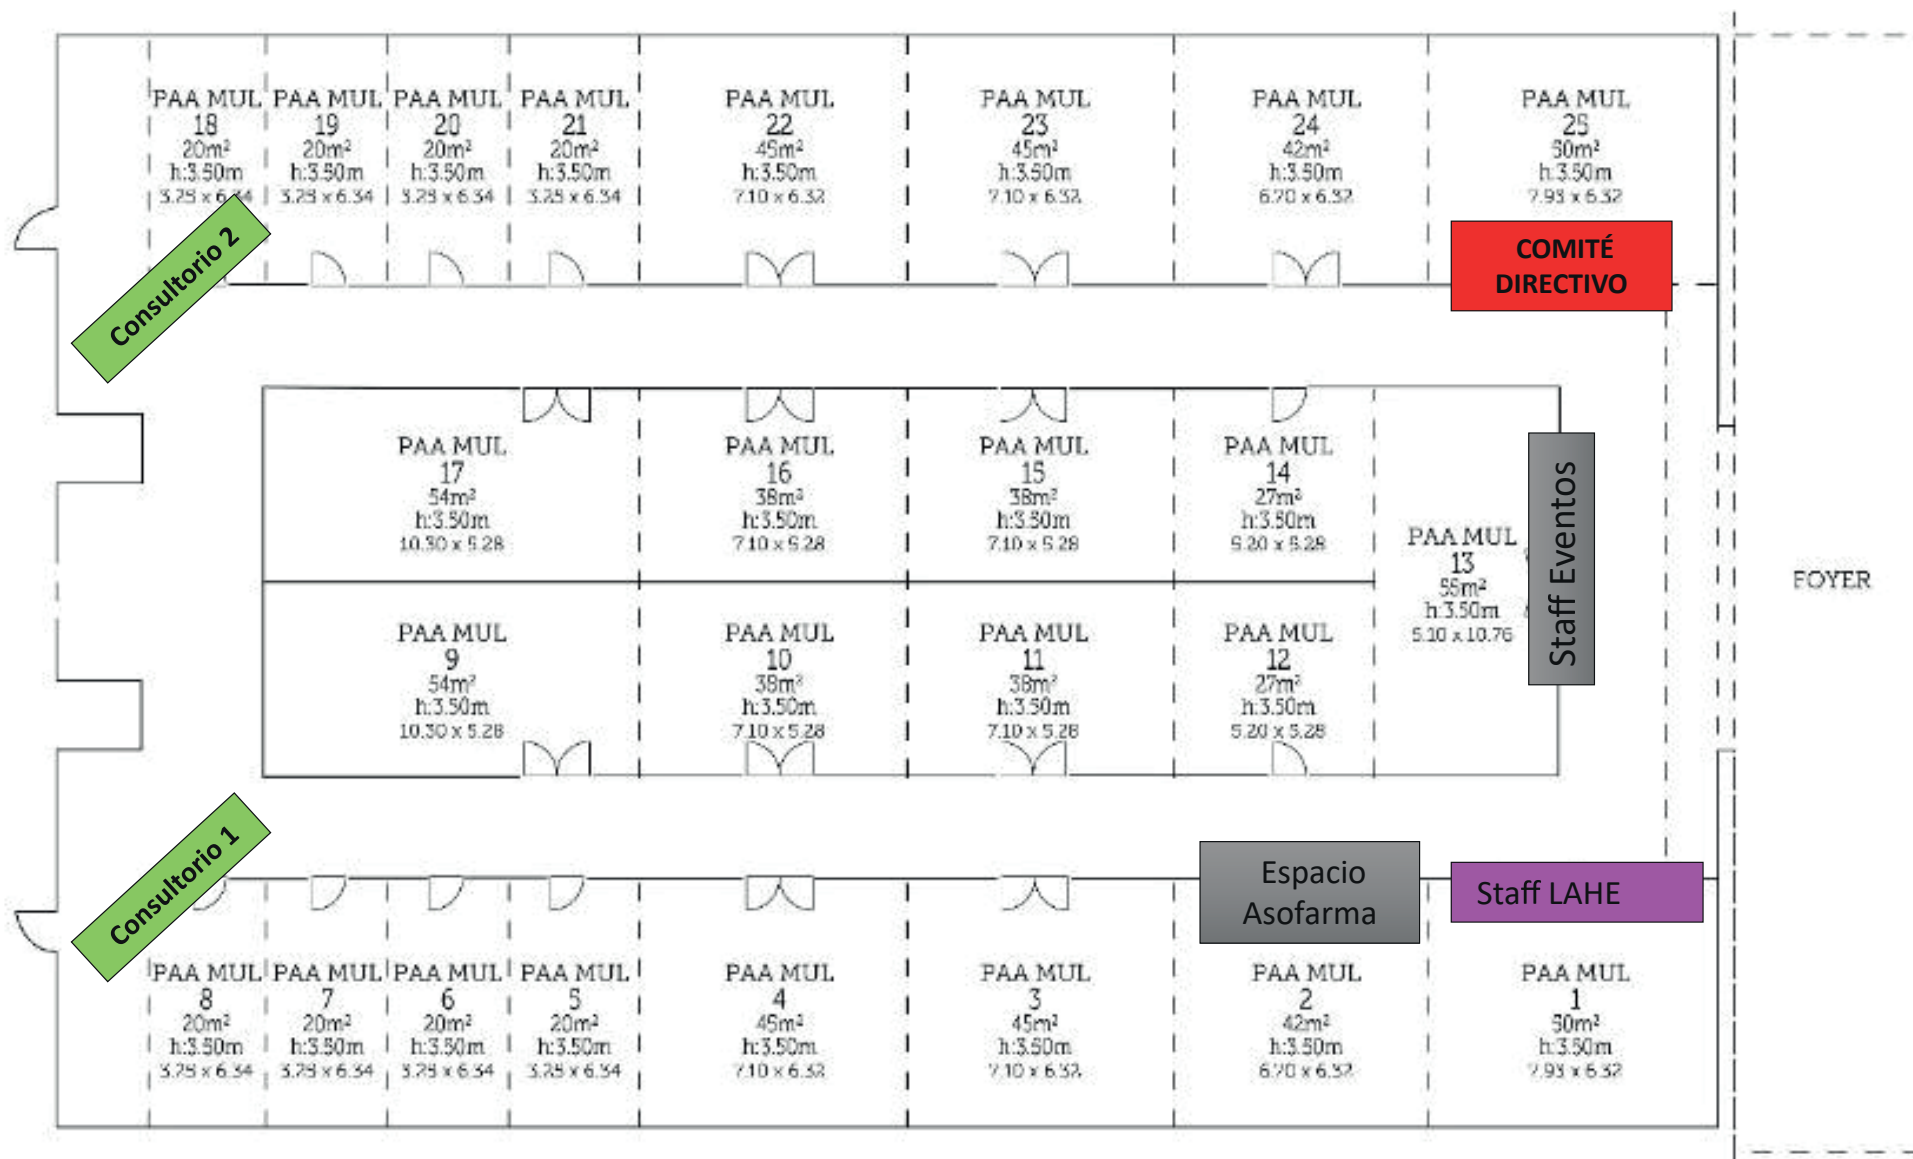 PAA MUL
18
20m²
h:3.50m
PAA MUL
19
20m²
h:3.50m
3.25 x 6.34
PAA MUL
20
20m²
h:3.50m
3.25 x 6.34
PAA MUL
21
20m²
h:3.50m
3.25 x 6.34
PAA MUL
22
45m²
h:3.50m
7.10 x 6.32
PAA MUL
23
45m²
h:3.50m
7.10 x 6.32
PAA MUL
24
42m²
h:3.50m
6.70 x 6.32
PAA MUL
25
50m²
h:3.50m
7.93 x 6.32
Consultorio 2
COMITÉ
DIRECTIVO
PAA MUL
17
54m²
h:3.50m
10.30 x 5.28
PAA MUL
16
38m²
h:3.50m
7.10 x 5.28
PAA MUL
15
38m²
h:3.50m
7.10 x 5.28
PAA MUL
14
27m²
h:3.50m
5.20 x 5.28
PAA MUL
13
55m²
h:3.50m
5.10 x 10.76
Staff Eventos
FOYER
PAA MUL
9
54m²
h:3.50m
10.30 x 5.28
PAA MUL
10
38m²
h:3.50m
7.10 x 5.28
PAA MUL
11
38m²
h:3.50m
7.10 x 5.28
PAA MUL
12
27m²
h:3.50m
5.20 x 5.28
Consultorio 1
Espacio
Asofarma
Staff LAHE
PAA MUL
8
20m²
h:3.50m
3.25 x 6.34
PAA MUL
7
20m²
h:3.50m
3.25 x 6.34
PAA MUL
6
20m²
h:3.50m
3.25 x 6.34
PAA MUL
5
20m²
h:3.50m
3.25 x 6.34
PAA MUL
4
45m²
h:3.50m
7.10 x 6.32
PAA MUL
3
45m²
h:3.50m
7.10 x 6.32
PAA MUL
2
42m²
h:3.50m
6.70 x 6.32
PAA MUL
1
50m²
h:3.50m
7.93 x 6.32